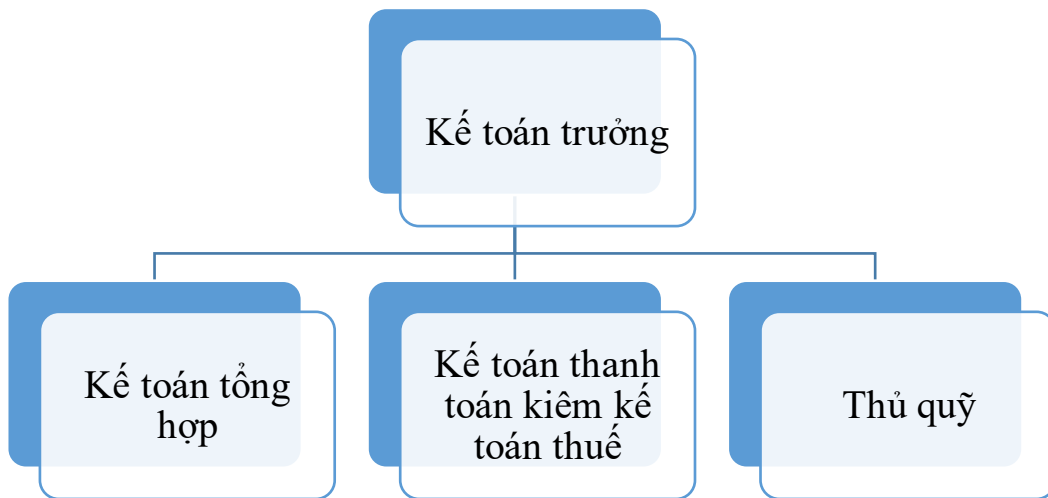 Kế toán trưởng
Kế toán tổng
hợp
Kế toán thanh
toán kiêm kế
toán thuế
Thủ quỹ